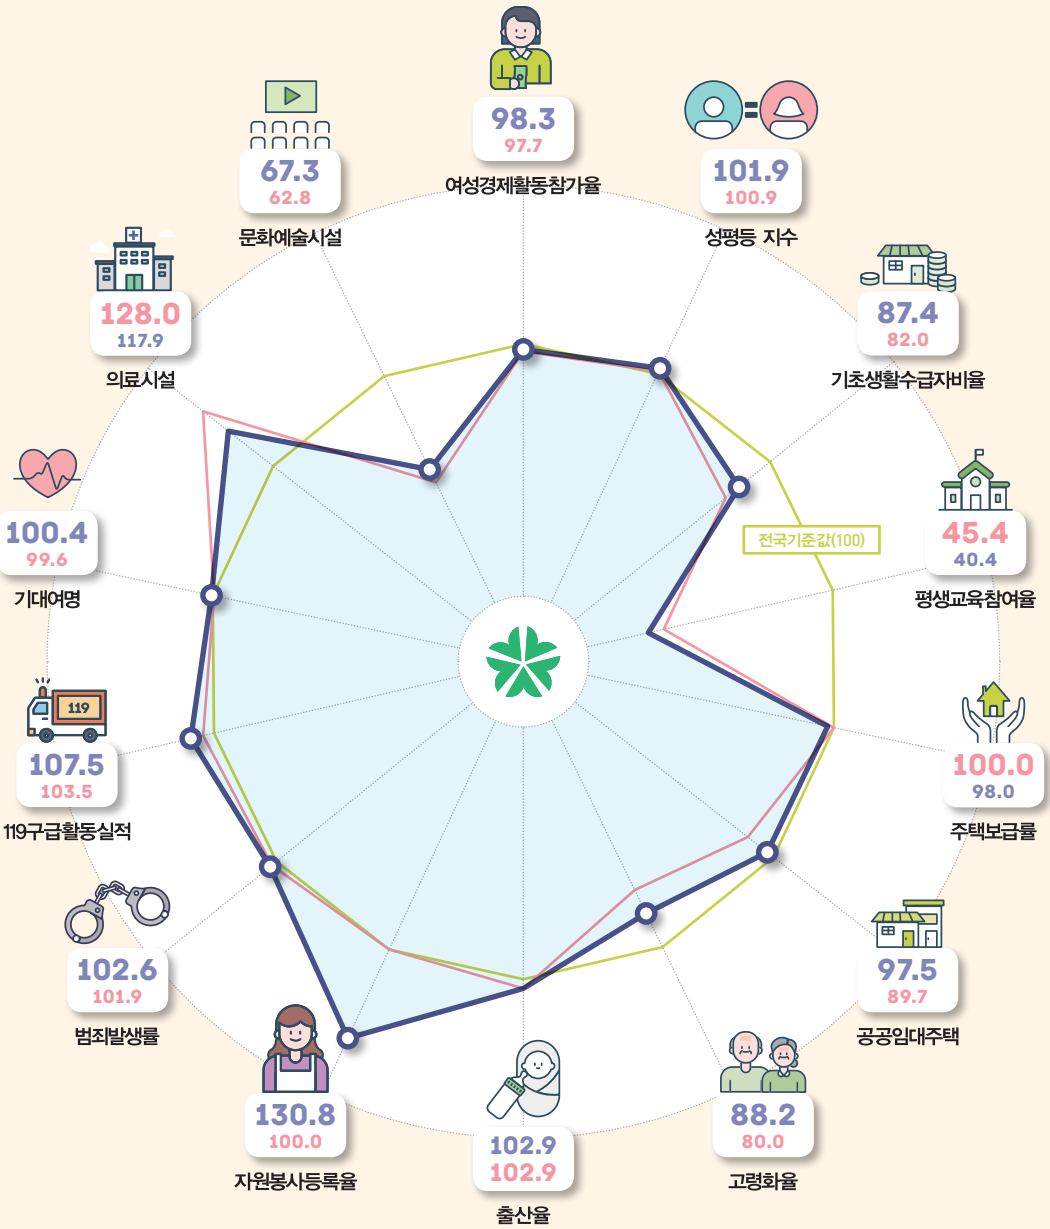 98.3
97.7
여성경제활동참가율
101.9
100.9
성평등 지수
87.4
82.0
기초생활수급자비율
45.4
40.4
평생교육참여율
100.0
98.0
주택보급률
97.5
89.7
공공임대주택
88.2
80.0
고령화율
102.9
102.9
출산율
130.8
100.0
자원봉사등록율
102.6
101.9
범죄발생률
119
107.5
103.5
119구급활동실적
100.4
99.6
기대여명
128.0
117.9
의료시설
67.3
62.8
문화예술시설
전국기준값(100)